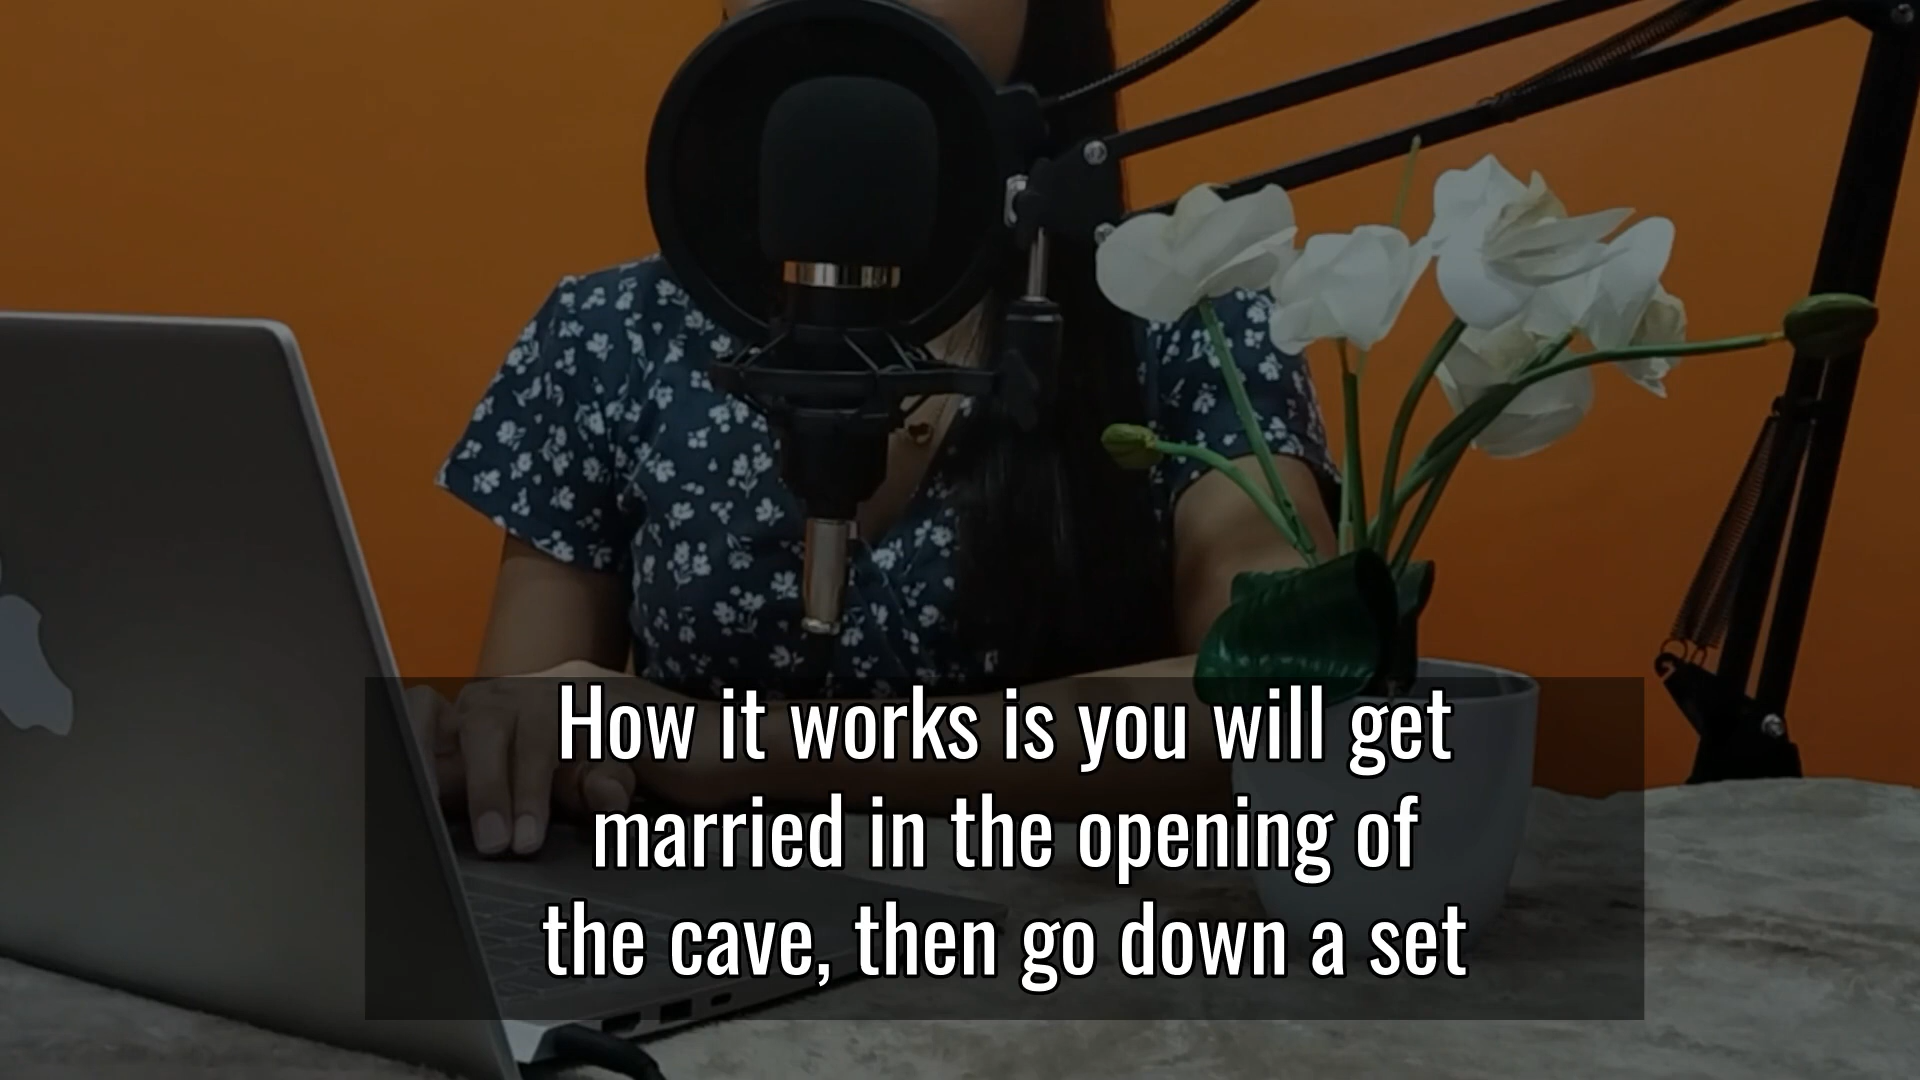 How it works is you will get
married in the opening of
the cave, then go down a set